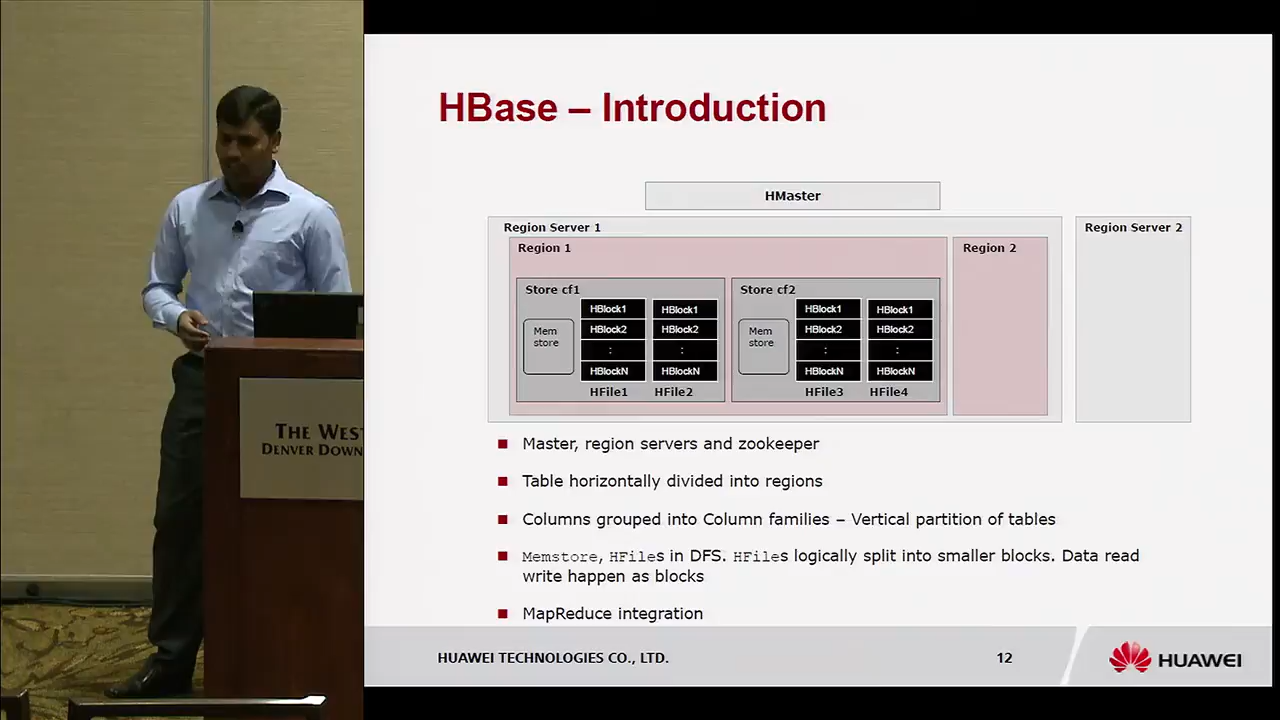 HBase – Introduction
HMaster
Region Server 1
Region Server 2
Region 1
Region 2
Store cf1
Store cf2
Mem
store
HBlock1
HBlock2
:
HBlockN
HFile1
HBlock1
HBlock2
:
HBlockN
HFile2
Mem
store
HBlock1
HBlock2
:
HBlockN
HFile3
HBlock1
HBlock2
:
HBlockN
HFile4
Master, region servers and zookeeper
Table horizontally divided into regions
Columns grouped into Column families – Vertical partition of tables
Memstore, HFiles in DFS. HFiles logically split into smaller blocks. Data read
write happen as blocks
MapReduce integration
HUAWEI TECHNOLOGIES CO., LTD.
12
HUAWEI
THE WEST
DENVER DOWN